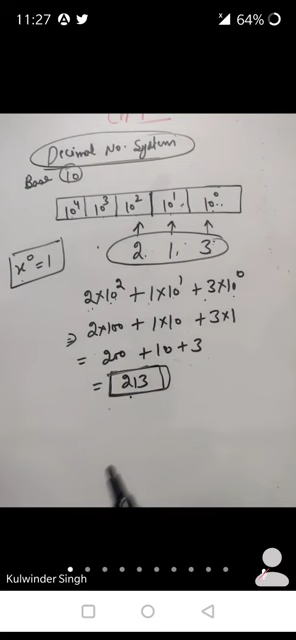 11:27
64%
Decimal No. System
Base 10
10⁴ 10³ 10² 10¹ 10⁰
2 1 3
x⁰ = 1
2×10² + 1×10¹ + 3×10⁰
⇒ 2×100 + 1×10 + 3×1
= 200 + 10 + 3
= 213
Kulwinder Singh